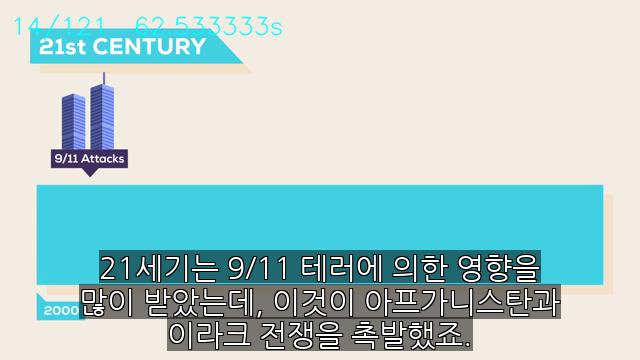 14/121 62.533333s
21st CENTURY
9/11 Attacks
21세기는 9/11 테러에 의한 영향을
많이 받았는데, 이것이 아프가니스탄과
이라크 전쟁을 촉발했죠.
2000